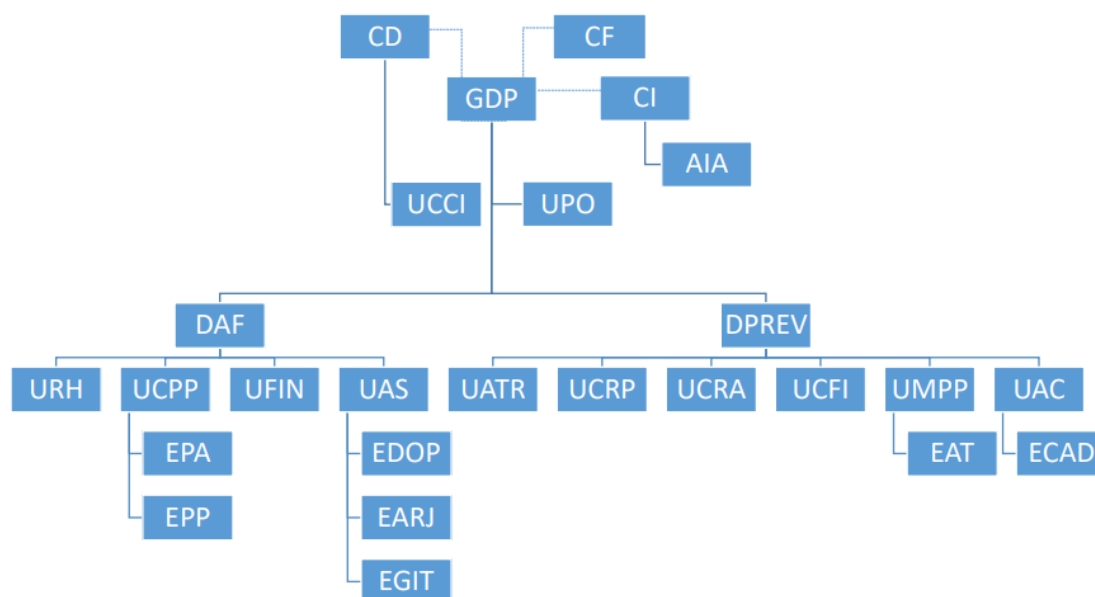 CD
CF
GDP
CI
AIA
UCCI
UPO
DAF
DPREV
URH
UCPP
UFIN
UAS
UATR
UCRP
UCRA
UCFI
UMPP
UAC
EPA
EDOP
EAT
ECAD
EPP
EARJ
EGIT